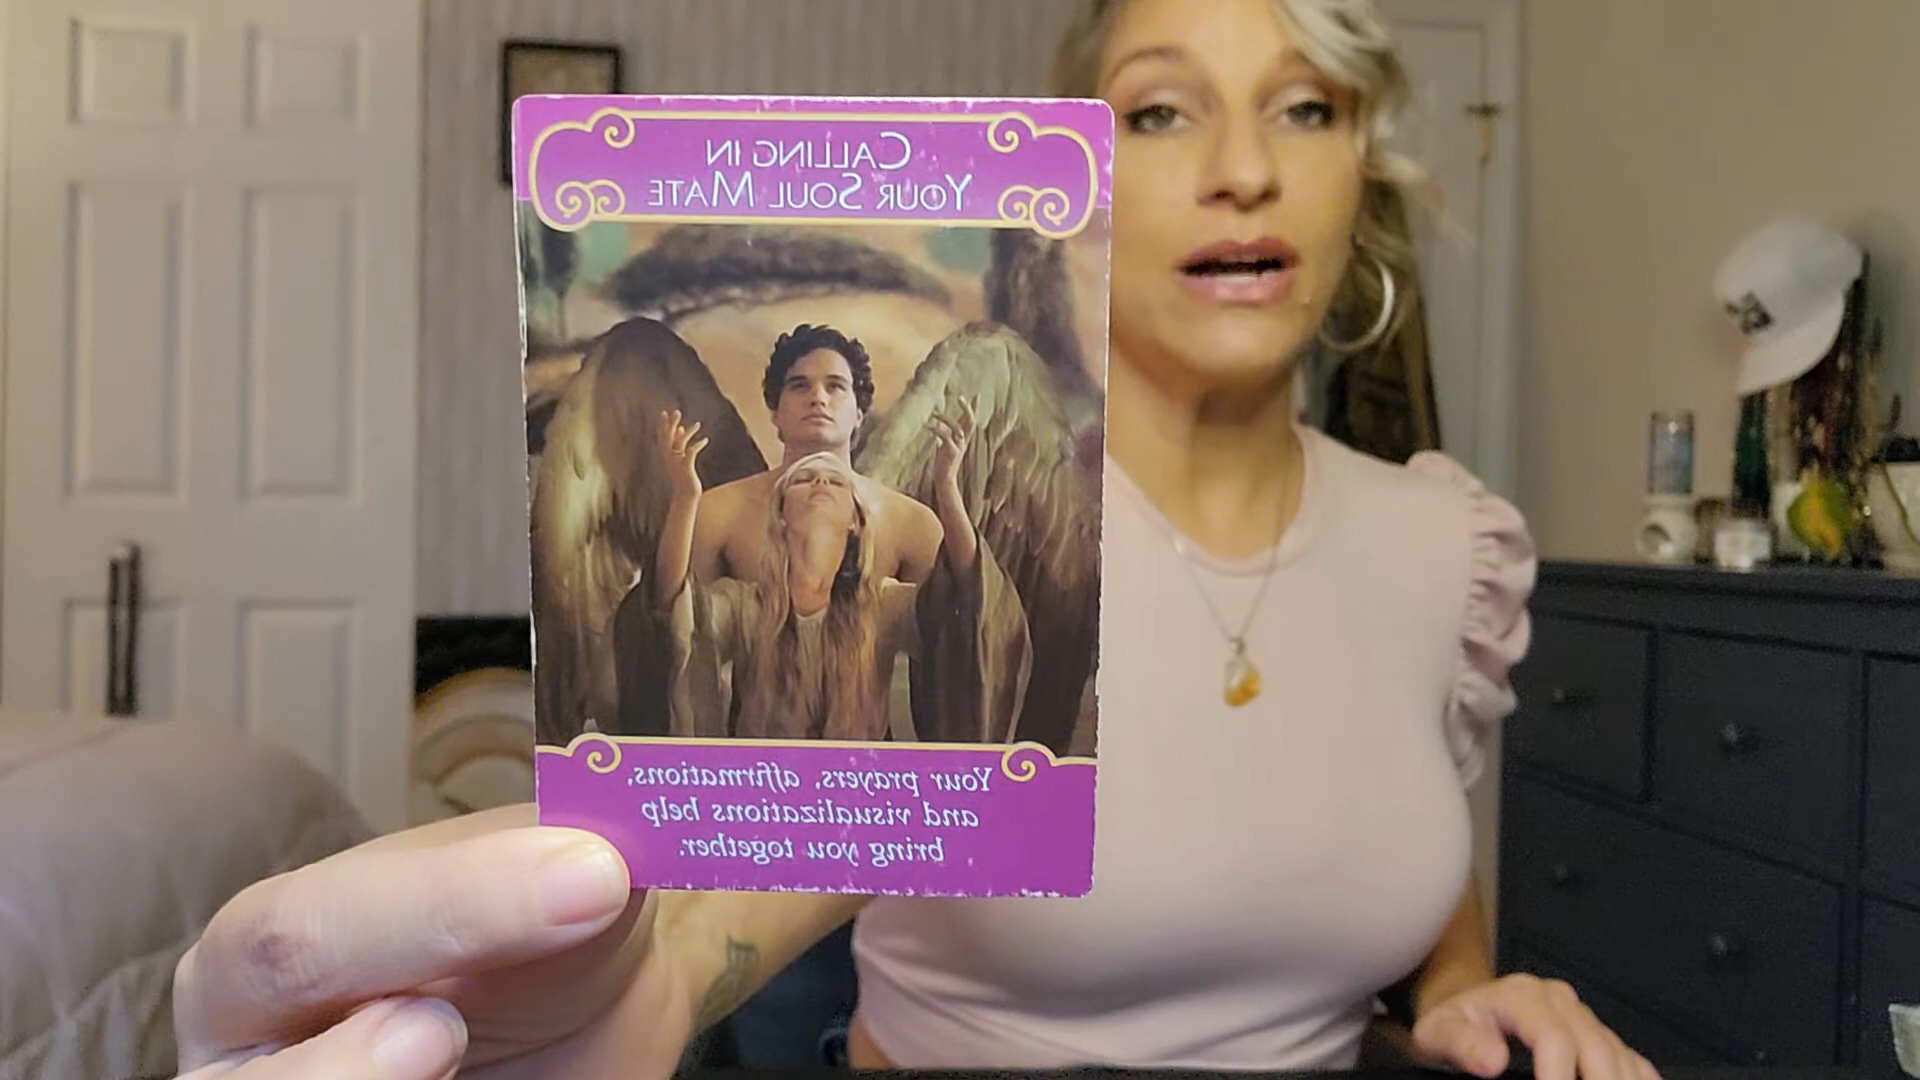 CALLING IN
YOUR SOUL MATE
Your prayers, affirmations,
and visualizations help
bring you together.